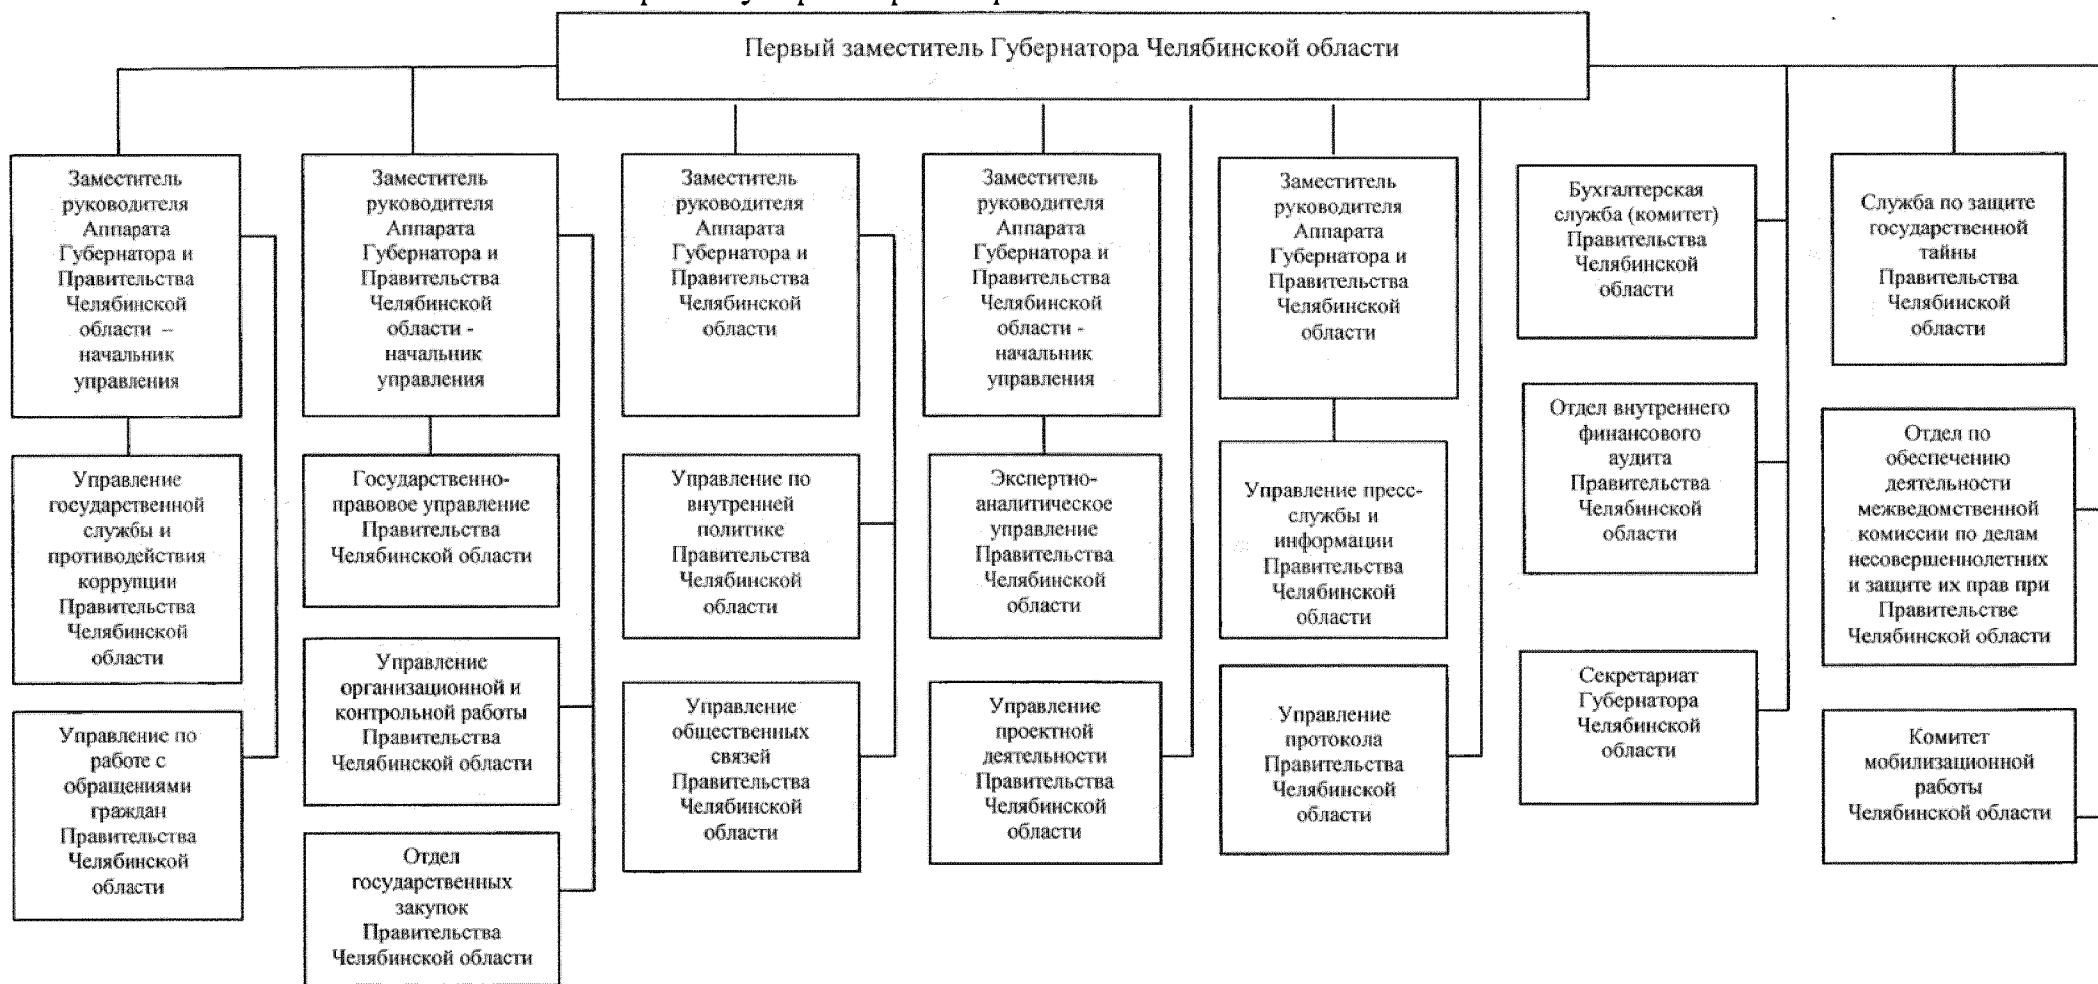 Первый заместитель Губернатора Челябинской области
Заместитель
руководителя
Аппарата
Губернатора и
Правительства
Челябинской
области –
начальник
управления
Управление
государственной
службы и
противодействия
коррупции
Правительства
Челябинской
области
Управление по
работе с
обращениями
граждан
Правительства
Челябинской
области
Заместитель
руководителя
Аппарата
Губернатора и
Правительства
Челябинской
области -
начальник
управления
Государственно-
правовое управление
Правительства
Челябинской области
Управление
организационной и
контрольной работы
Правительства
Челябинской области
Отдел
государственных
закупок
Правительства
Челябинской области
Заместитель
руководителя
Аппарата
Губернатора и
Правительства
Челябинской
области
Управление по
внутренней
политике
Правительства
Челябинской
области
Управление
общественных
связей
Правительства
Челябинской
области
Заместитель
руководителя
Аппарата
Губернатора и
Правительства
Челябинской
области -
начальник
управления
Экспертно-
аналитическое
управление
Правительства
Челябинской
области
Управление
проектной
деятельности
Правительства
Челябинской
области
Заместитель
руководителя
Аппарата
Губернатора и
Правительства
Челябинской
области
Управление пресс-
службы и
информации
Правительства
Челябинской
области
Управление
протокола
Правительства
Челябинской
области
Бухгалтерская
служба (комитет)
Правительства
Челябинской
области
Отдел внутреннего
финансового
аудита
Правительства
Челябинской
области
Секретариат
Губернатора
Челябинской
области
Служба по защите
государственной
тайны
Правительства
Челябинской
области
Отдел по
обеспечению
деятельности
межведомственной
комиссии по делам
несовершеннолетних
и защите их прав при
Правительстве
Челябинской области
Комитет
мобилизационной
работы
Челябинской области